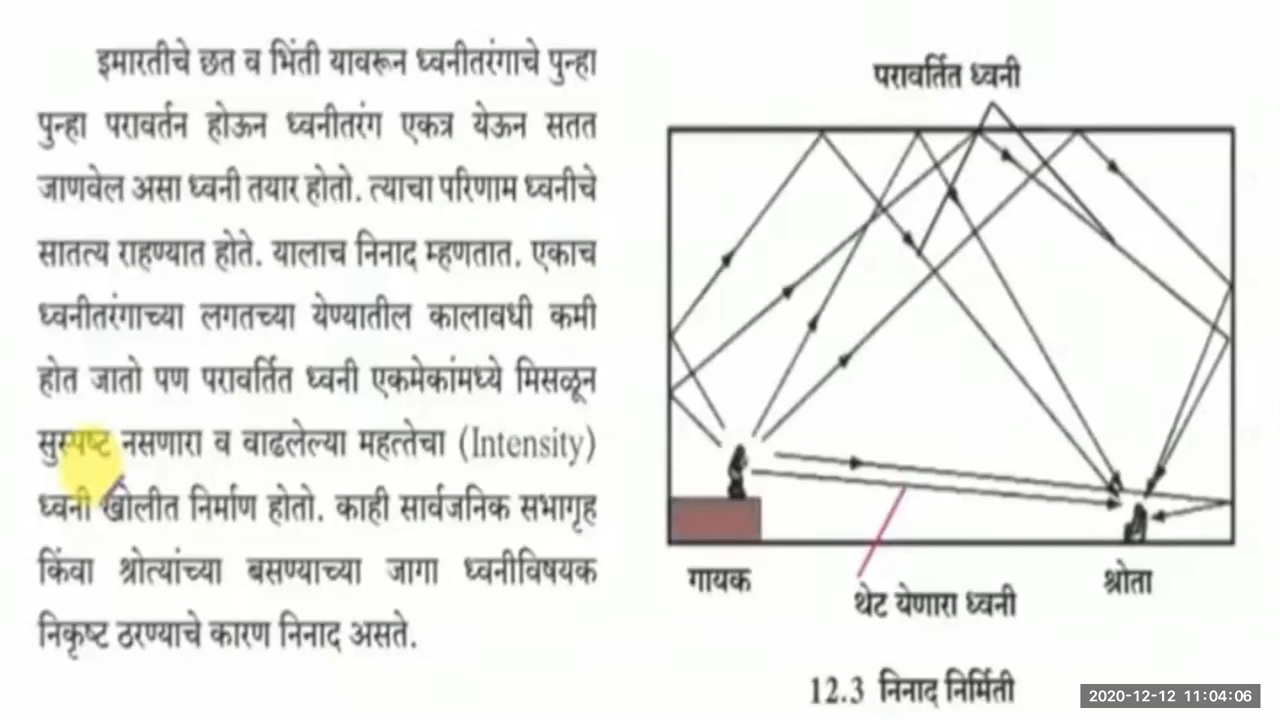 इमारतीचे छत व भिंती यावरून ध्वनीतरंगाचे पुन्हा
पुन्हा परावर्तन होऊन ध्वनीतरंग एकत्र येऊन सतत
जाणवेल असा ध्वनी तयार होतो. त्याचा परिणाम ध्वनीचे
सातत्य राहण्यात होते. यालाच निनाद म्हणतात. एकाच
ध्वनीतरंगाच्या लगतच्या येण्यातील कालावधी कमी
होत जातो पण परावर्तित ध्वनी एकमेकांमध्ये मिसळून
सुस्पष्ट नसणारा व वाढलेल्या महत्तेचा (Intensity)
ध्वनी खोलीत निर्माण होतो. काही सार्वजनिक सभागृह
किंवा श्रोत्यांच्या बसण्याच्या जागा ध्वनीविषयक
निकृष्ट ठरण्याचे कारण निनाद असते.
परावर्तित ध्वनी
गायक
श्रोता
थेट येणारा ध्वनी
12.3 निनाद निर्मिती
2020-12-12 11:04:06